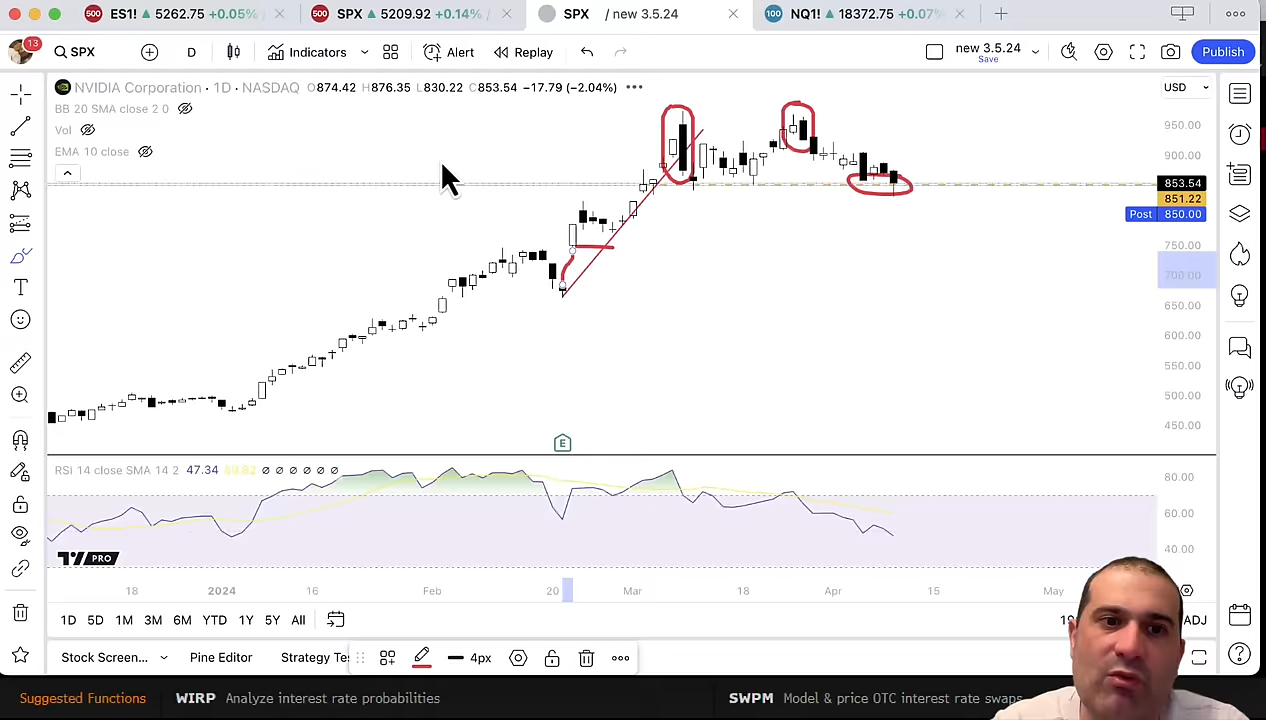 ES1! ▲ 5262.75 +0.05%
SPX ▲ 5209.92 +0.14%
SPX / new 3.5.24
NQ1! ▲ 18372.75 +0.07%
13 SPX D Indicators Alert Replay new 3.5.24 Save Publish
NVIDIA Corporation · 1D · NASDAQ O874.42 H876.35 L830.22 C853.54 −17.79 (−2.04%)
USD
BB 20 SMA close 2 0
Vol
EMA 10 close
950.00
900.00
853.54
851.22
Post 850.00
750.00
700.00
650.00
600.00
550.00
500.00
450.00
E
RSI 14 close SMA 14 2 47.34 ∅ ∅ ∅ ∅ ∅ ∅
80.00
60.00
40.00
TV PRO
18 2024 16 Feb 20 Mar 18 Apr 15 May
1D 5D 1M 3M 6M YTD 1Y 5Y All ADJ
Stock Screen... Pine Editor Strategy Te 4px
Suggested Functions WIRP Analyze interest rate probabilities SWPM Model & price OTC interest rate swaps